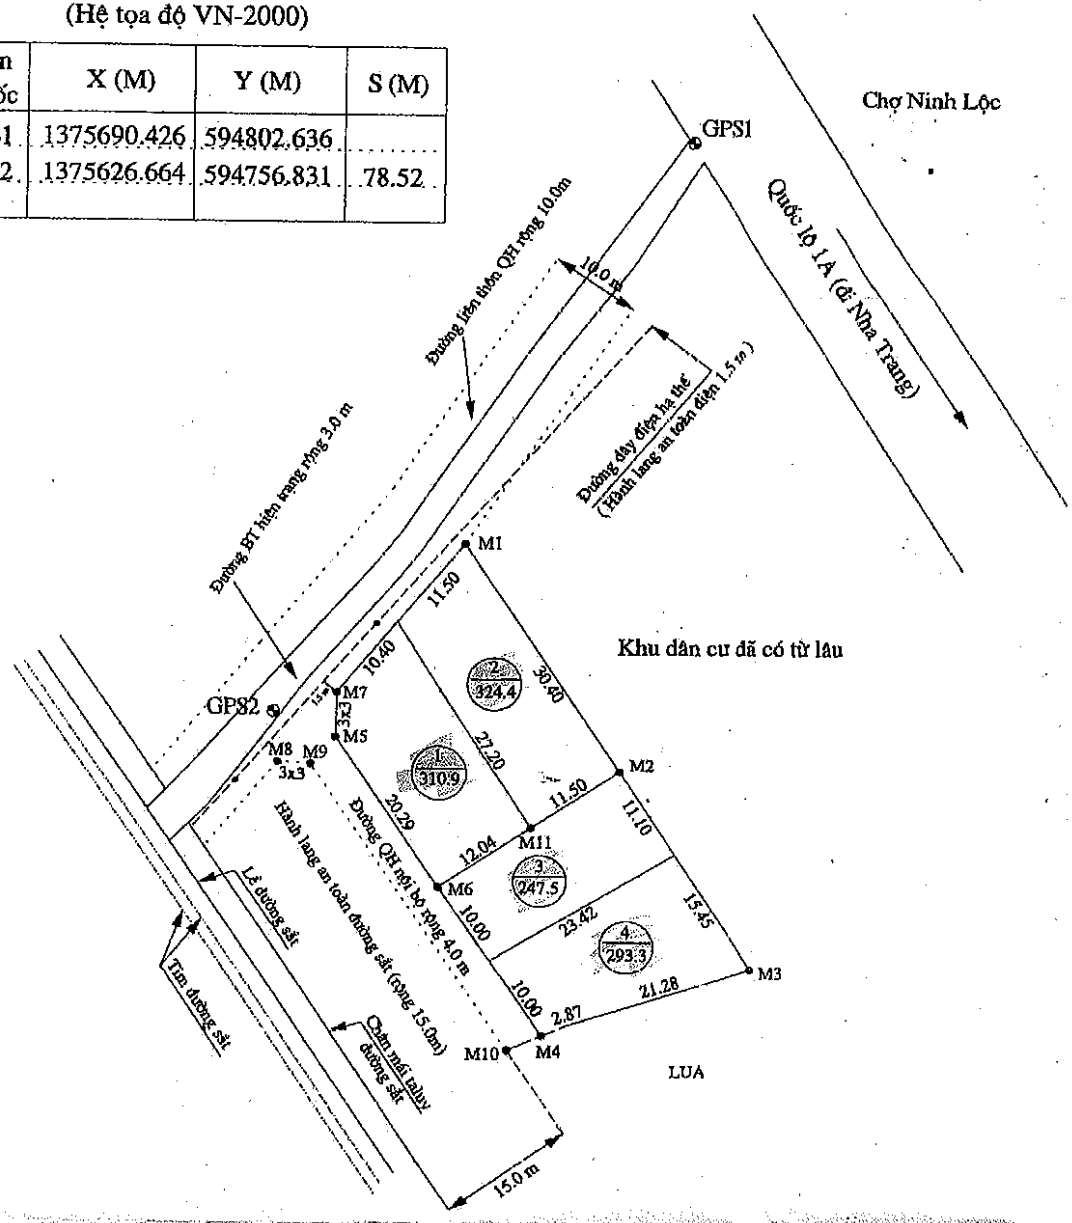 (Hệ tọa độ VN-2000)
n
ốc
X (M)
Y (M)
S (M)
1
1375690.426
594802.636
2
1375626.664
594756.831
78.52
Chợ Ninh Lộc
GPS1
Quốc lộ 1A (đi Nha Trang)
Đường liên thôn QH rộng 10.0m
10.0 m
Đường dây điện hạ thế
( Hành lang an toàn điện 1.5 m )
Đường BT hiện trạng rộng 3.0 m
M1
11.50
10.40
Khu dân cư đã có từ lâu
2
324.4
30.40
M7
1.5 m
GPS2
3x3
M5
27.20
M8
M9
3x3
1
310.9
M2
11.50
20.29
11.10
M11
12.04
Hành lang an toàn đường sắt (rộng 15.0m)
Đường QH nội bộ rộng 4.0 m
3
247.5
M6
Lề đường sắt
10.00
23.42
15.45
4
293.3
Tim đường sắt
M3
21.28
10.00
2.87
Chân mái taluy
đường sắt
M10
M4
LUA
15.0 m